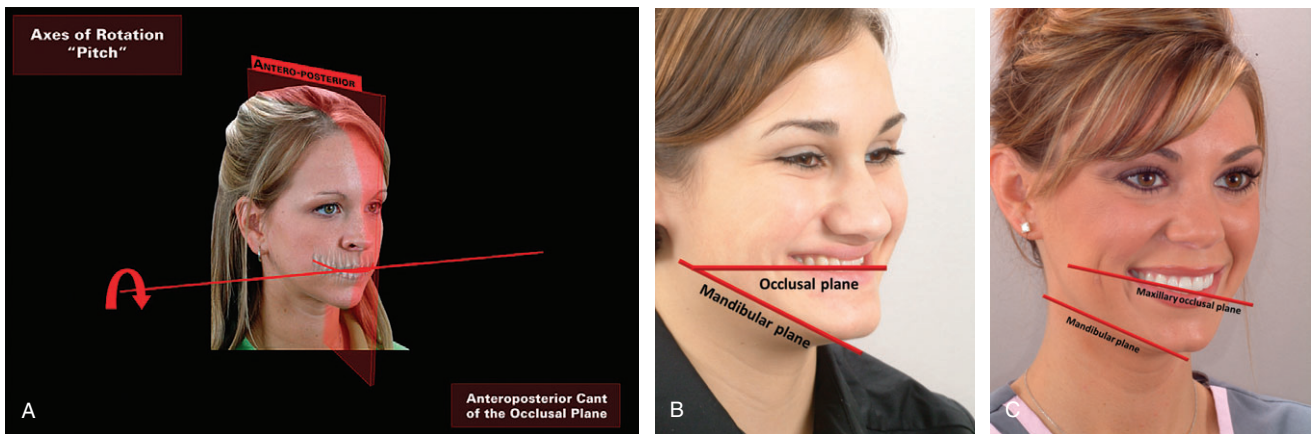 Axes of Rotation
“Pitch”
ANTERO-POSTERIOR
Anteroposterior Cant
of the Occlusal Plane
A
Occlusal plane
Mandibular plane
B
Maxillary occlusal plane
Mandibular plane
C